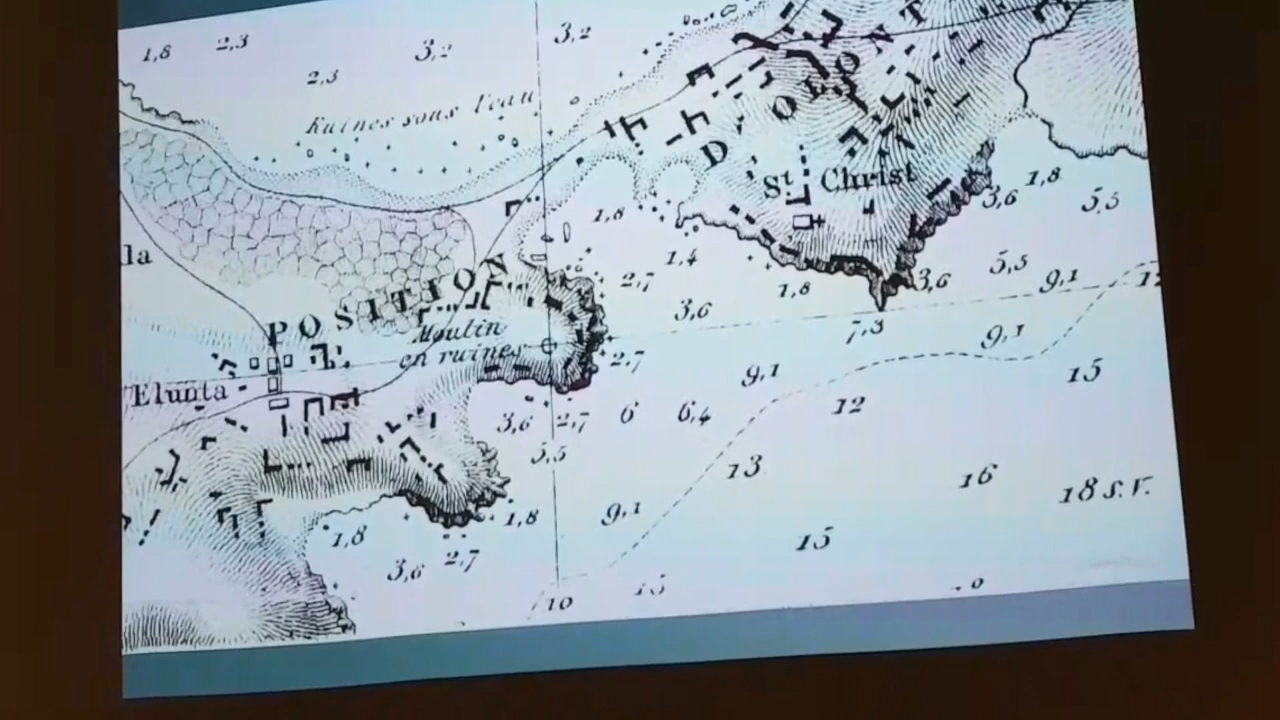 1,8 2,3 3,2 3,2
2,3
Ruines sous l'eau
POSITION D'OLONT
St Christ
1,8 3,6 1,8 5,5
1,4
2,7 1,8 3,6 5,5 9,1
3,6
7,3 9,1
la
Moulin
en ruines
2,7 9,1 15
Elunta
3,6 2,7 6 6,4 12
5,5
13 16 18 s.v.
1,8 1,8 9,1
15
3,6 2,7
10